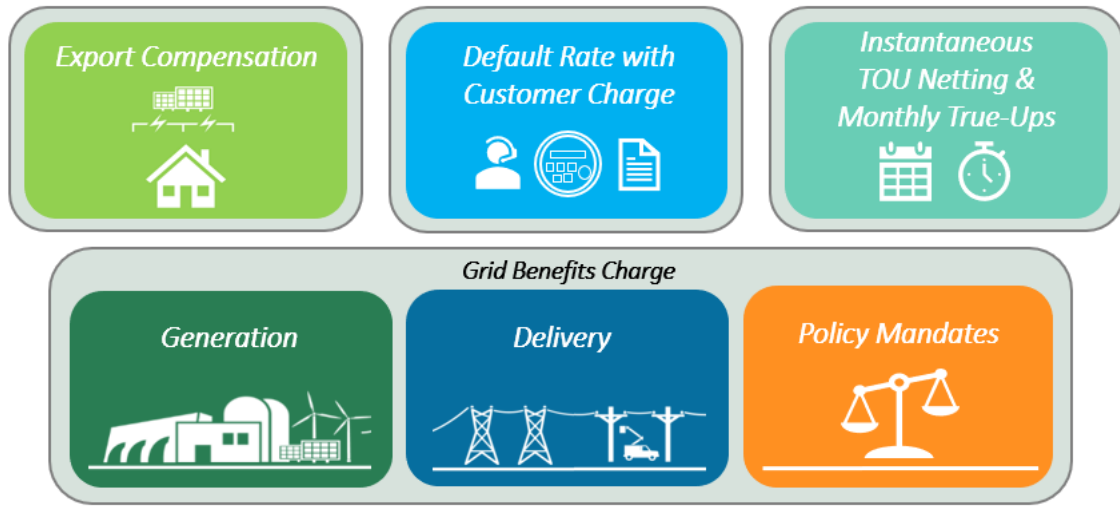 Export Compensation
Default Rate with
Customer Charge
Instantaneous
TOU Netting &
Monthly True-Ups
Grid Benefits Charge
Generation
Delivery
Policy Mandates